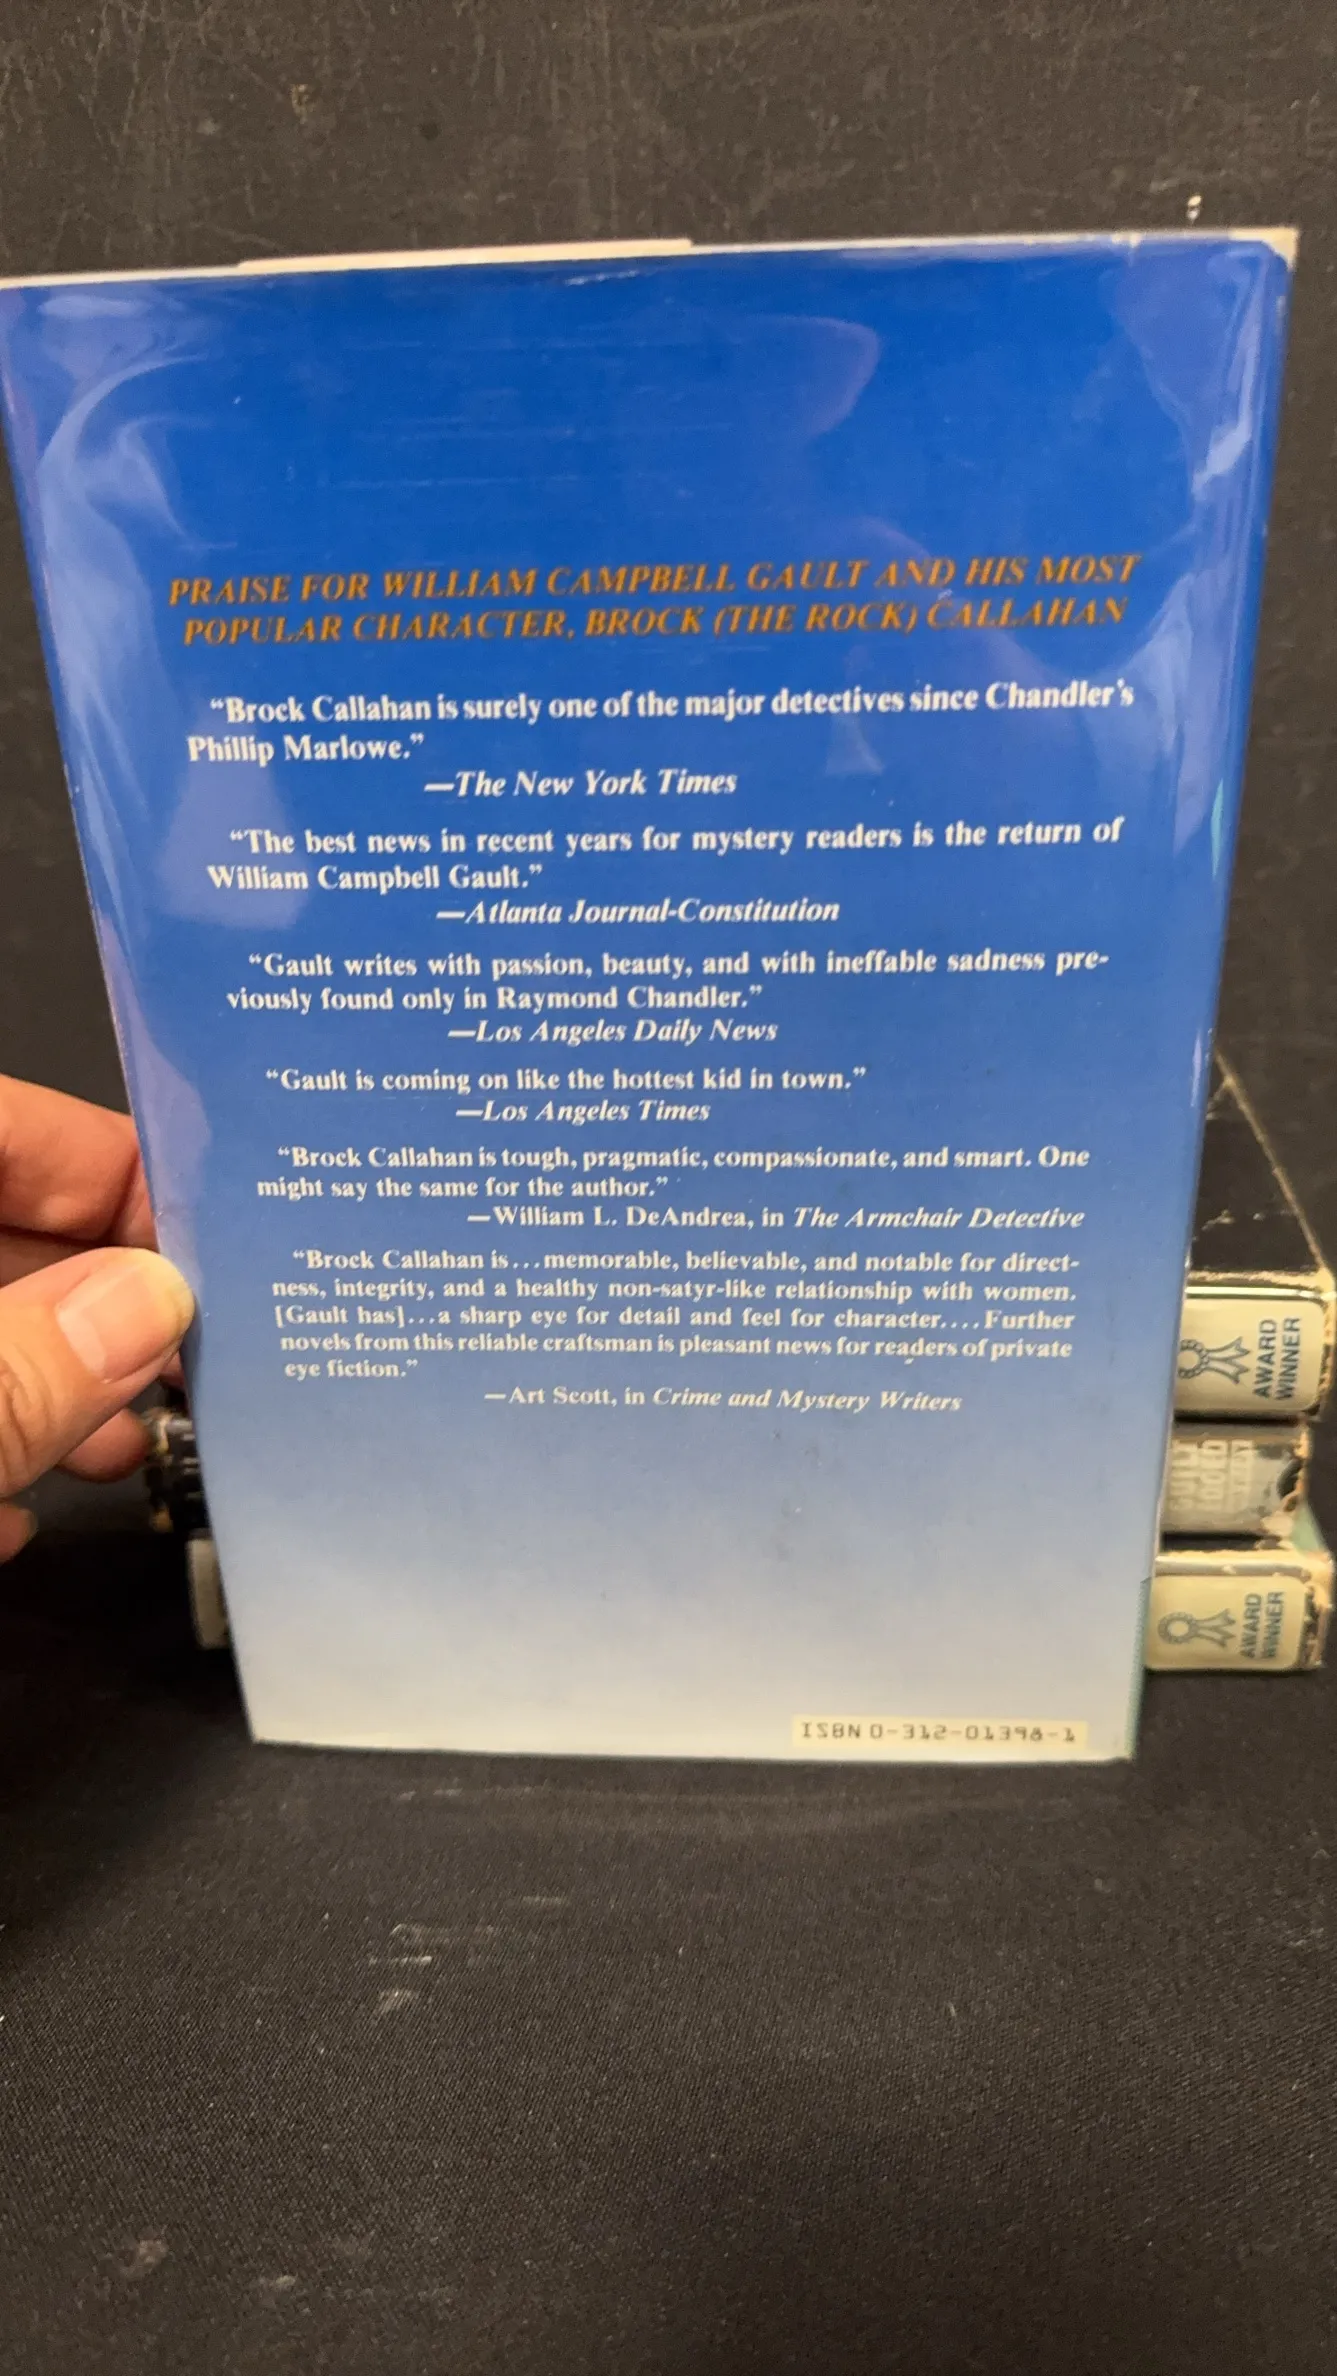 PRAISE FOR WILLIAM CAMPBELL GAULT AND HIS MOST
POPULAR CHARACTER, BROCK (THE ROCK) CALLAHAN
“Brock Callahan is surely one of the major detectives since Chandler’s
Phillip Marlowe.”
—The New York Times
“The best news in recent years for mystery readers is the return of
William Campbell Gault.”
—Atlanta Journal-Constitution
“Gault writes with passion, beauty, and with ineffable sadness pre-
viously found only in Raymond Chandler.”
—Los Angeles Daily News
“Gault is coming on like the hottest kid in town.”
—Los Angeles Times
“Brock Callahan is tough, pragmatic, compassionate, and smart. One
might say the same for the author.”
—William L. DeAndrea, in The Armchair Detective
“Brock Callahan is...memorable, believable, and notable for direct-
ness, integrity, and a healthy non-satyr-like relationship with women.
[Gault has]...a sharp eye for detail and feel for character.... Further
novels from this reliable craftsman is pleasant news for readers of private
eye fiction.”
—Art Scott, in Crime and Mystery Writers
ISBN 0-312-01398-1
AWARD
WINNER
AWARD
WINNER